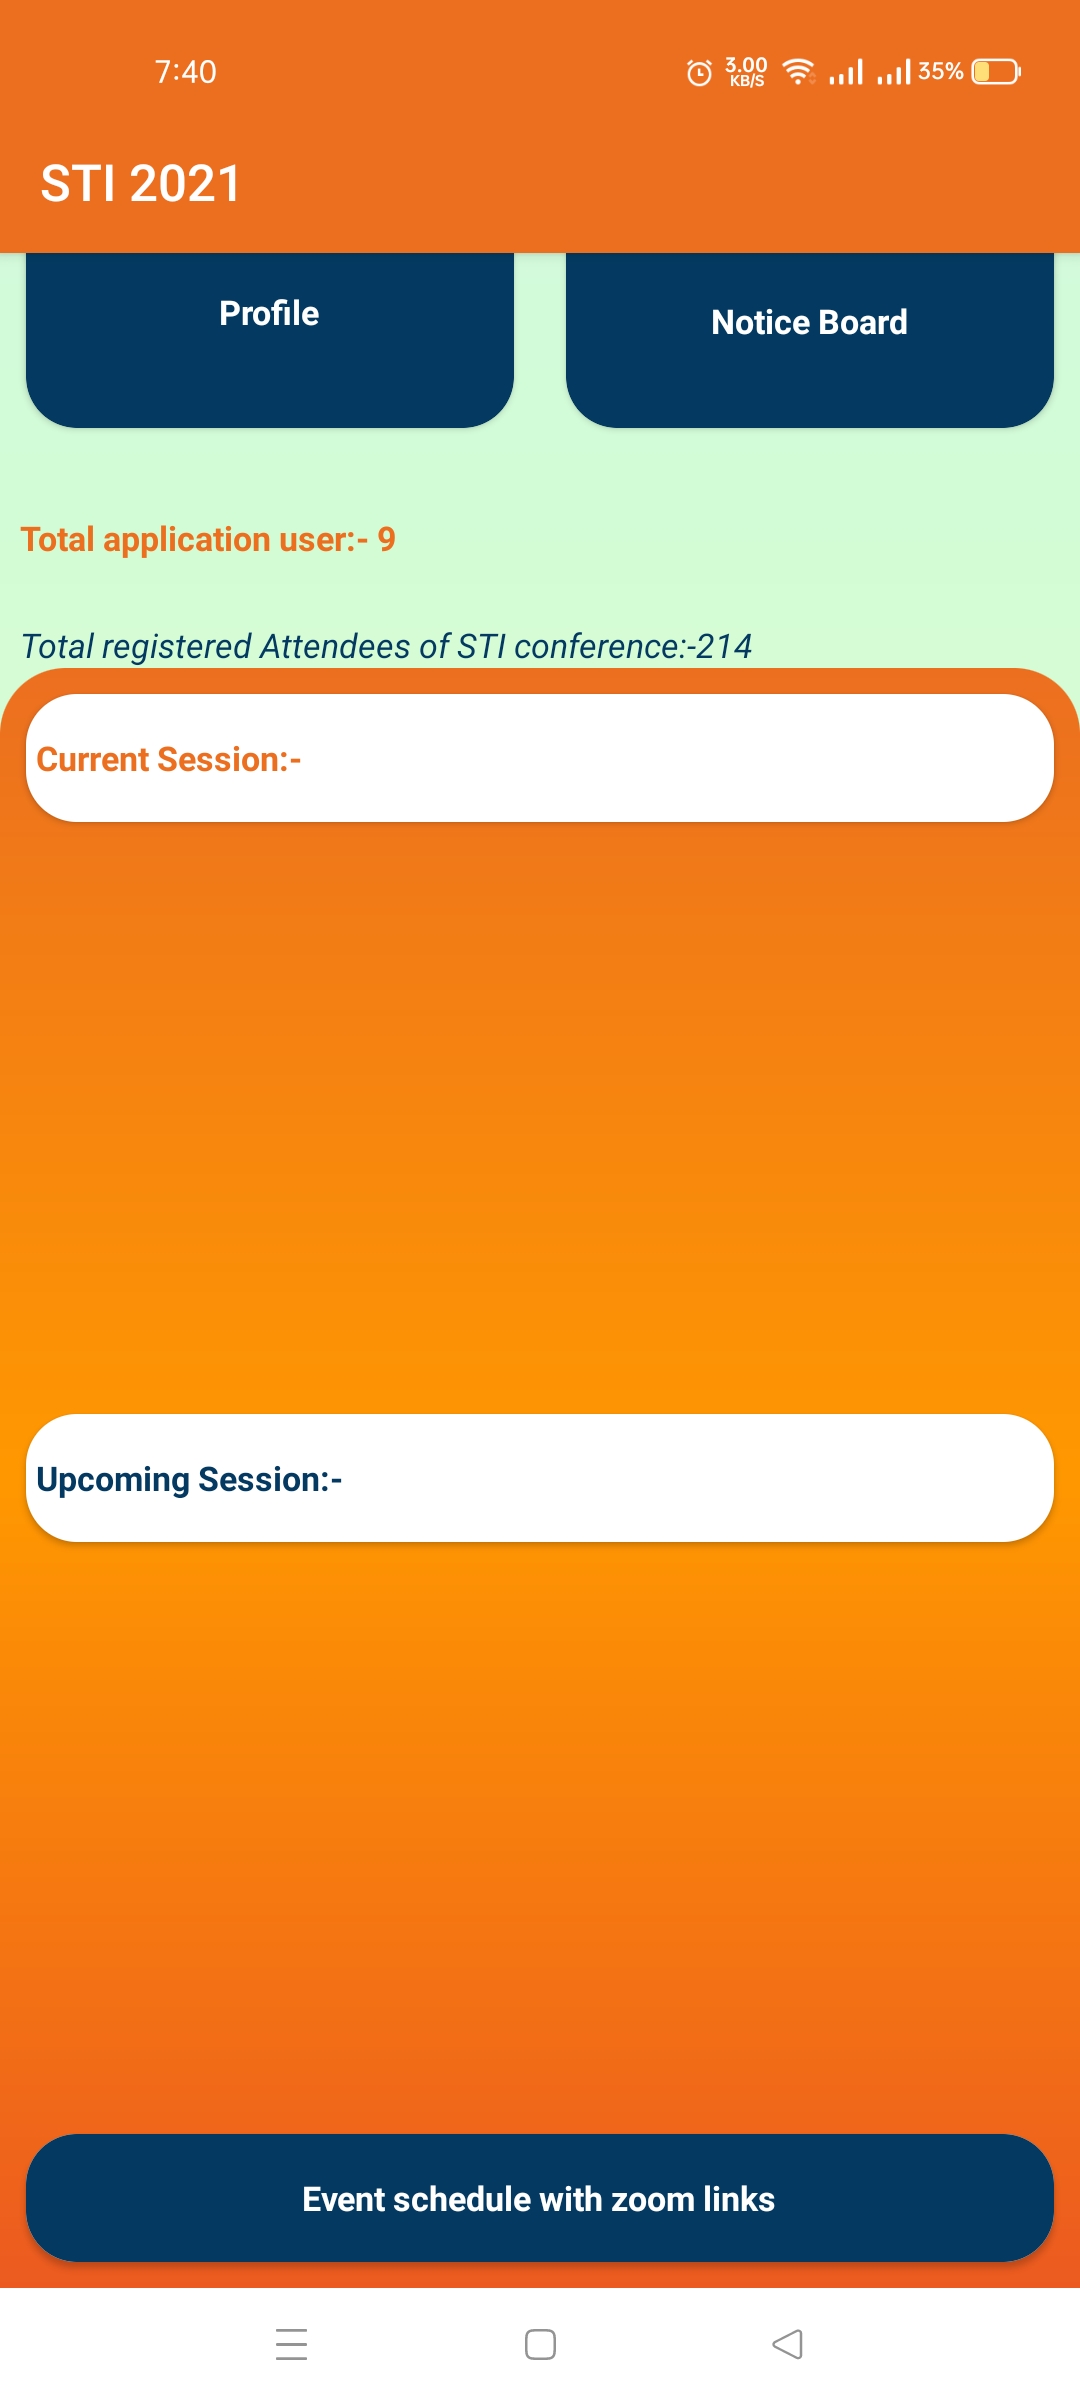 7:40
3.00
KB/S
35%
STI 2021
Profile
Notice Board
Total application user:- 9
Total registered Attendees of STI conference:-214
Current Session:-
Upcoming Session:-
Event schedule with zoom links